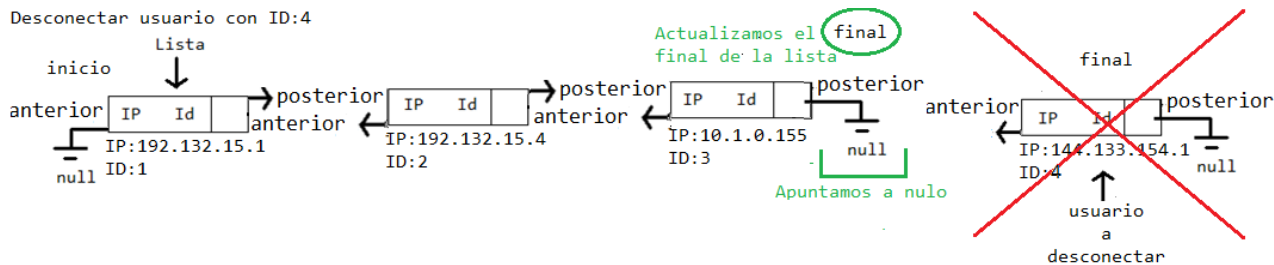 Desconectar usuario con ID:4
Lista
inicio
anterior
IP Id
posterior
anterior
null
IP:192.132.15.1
ID:1
IP Id
posterior
anterior
IP:192.132.15.4
ID:2
Actualizamos el final
final de la lista
IP Id
posterior
IP:10.1.0.155
ID:3
null
Apuntamos a nulo
final
anterior
IP Id
posterior
IP:144.133.154.1
ID:4
null
usuario
a
desconectar